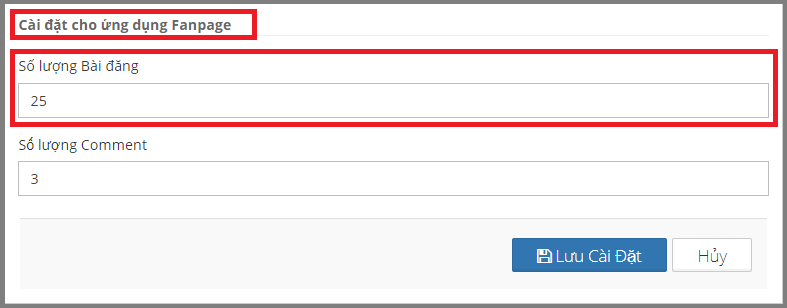 Cài đặt cho ứng dụng Fanpage
Số lượng Bài đăng
25
Số lượng Comment
3
Lưu Cài Đặt
Hủy